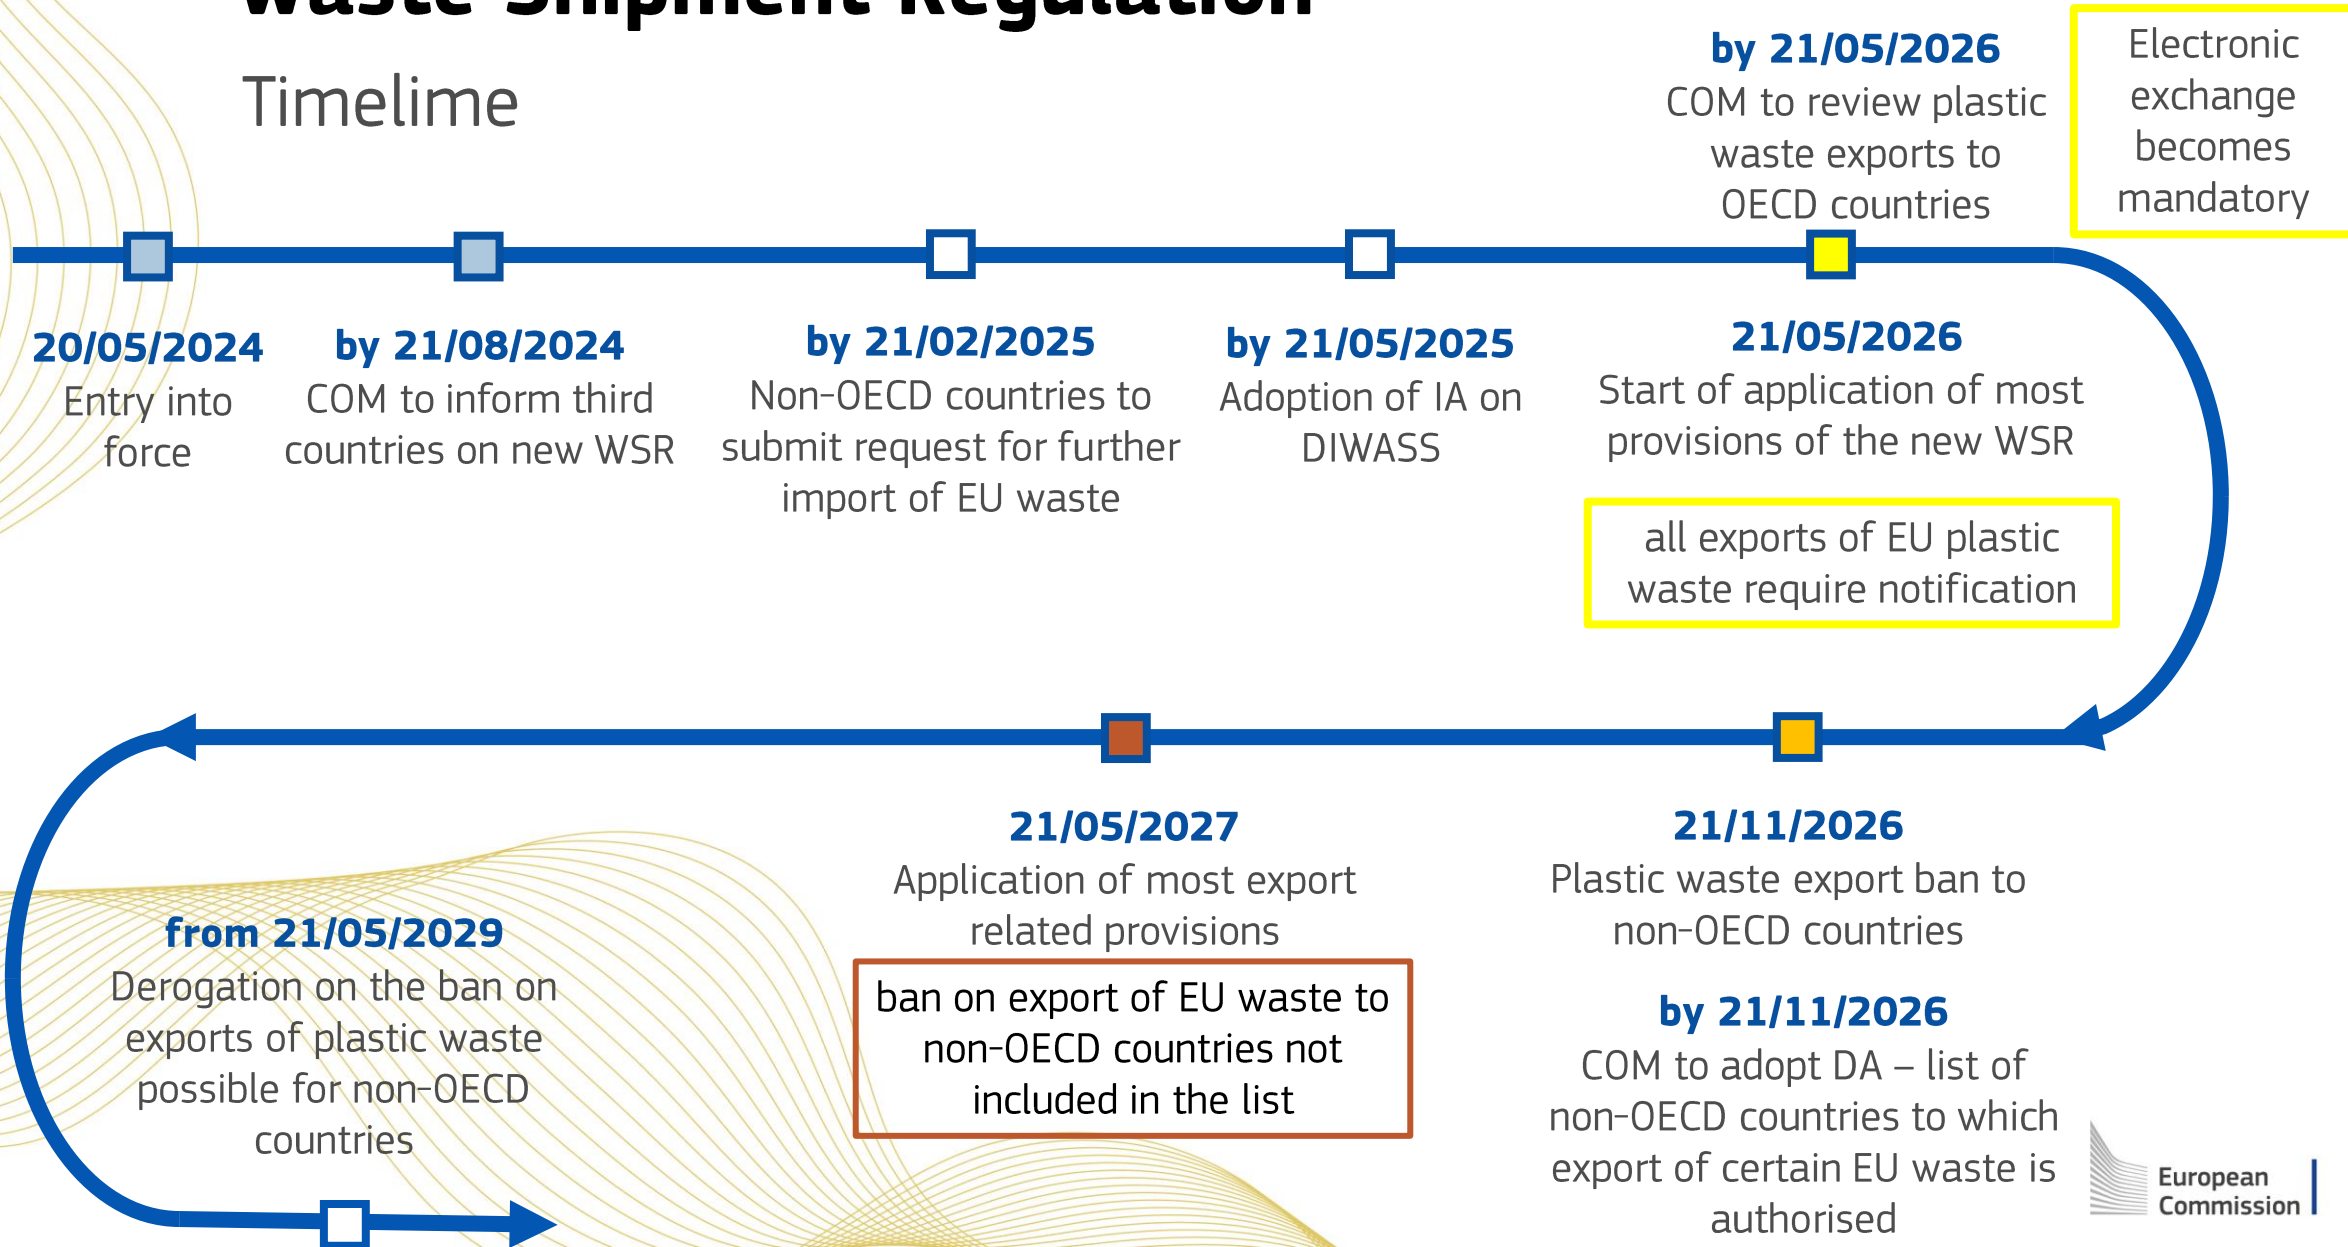 Waste Shipment Regulation
Timelime
by 21/05/2026
COM to review plastic
waste exports to
OECD countries
Electronic
exchange
becomes
mandatory
20/05/2024
Entry into
force
by 21/08/2024
COM to inform third
countries on new WSR
by 21/02/2025
Non-OECD countries to
submit request for further
import of EU waste
by 21/05/2025
Adoption of IA on
DIWASS
21/05/2026
Start of application of most
provisions of the new WSR
all exports of EU plastic
waste require notification
21/11/2026
Plastic waste export ban to
non-OECD countries
by 21/11/2026
COM to adopt DA – list of
non-OECD countries to which
export of certain EU waste is
authorised
21/05/2027
Application of most export
related provisions
ban on export of EU waste to
non-OECD countries not
included in the list
from 21/05/2029
Derogation on the ban on
exports of plastic waste
possible for non-OECD
countries
European
Commission